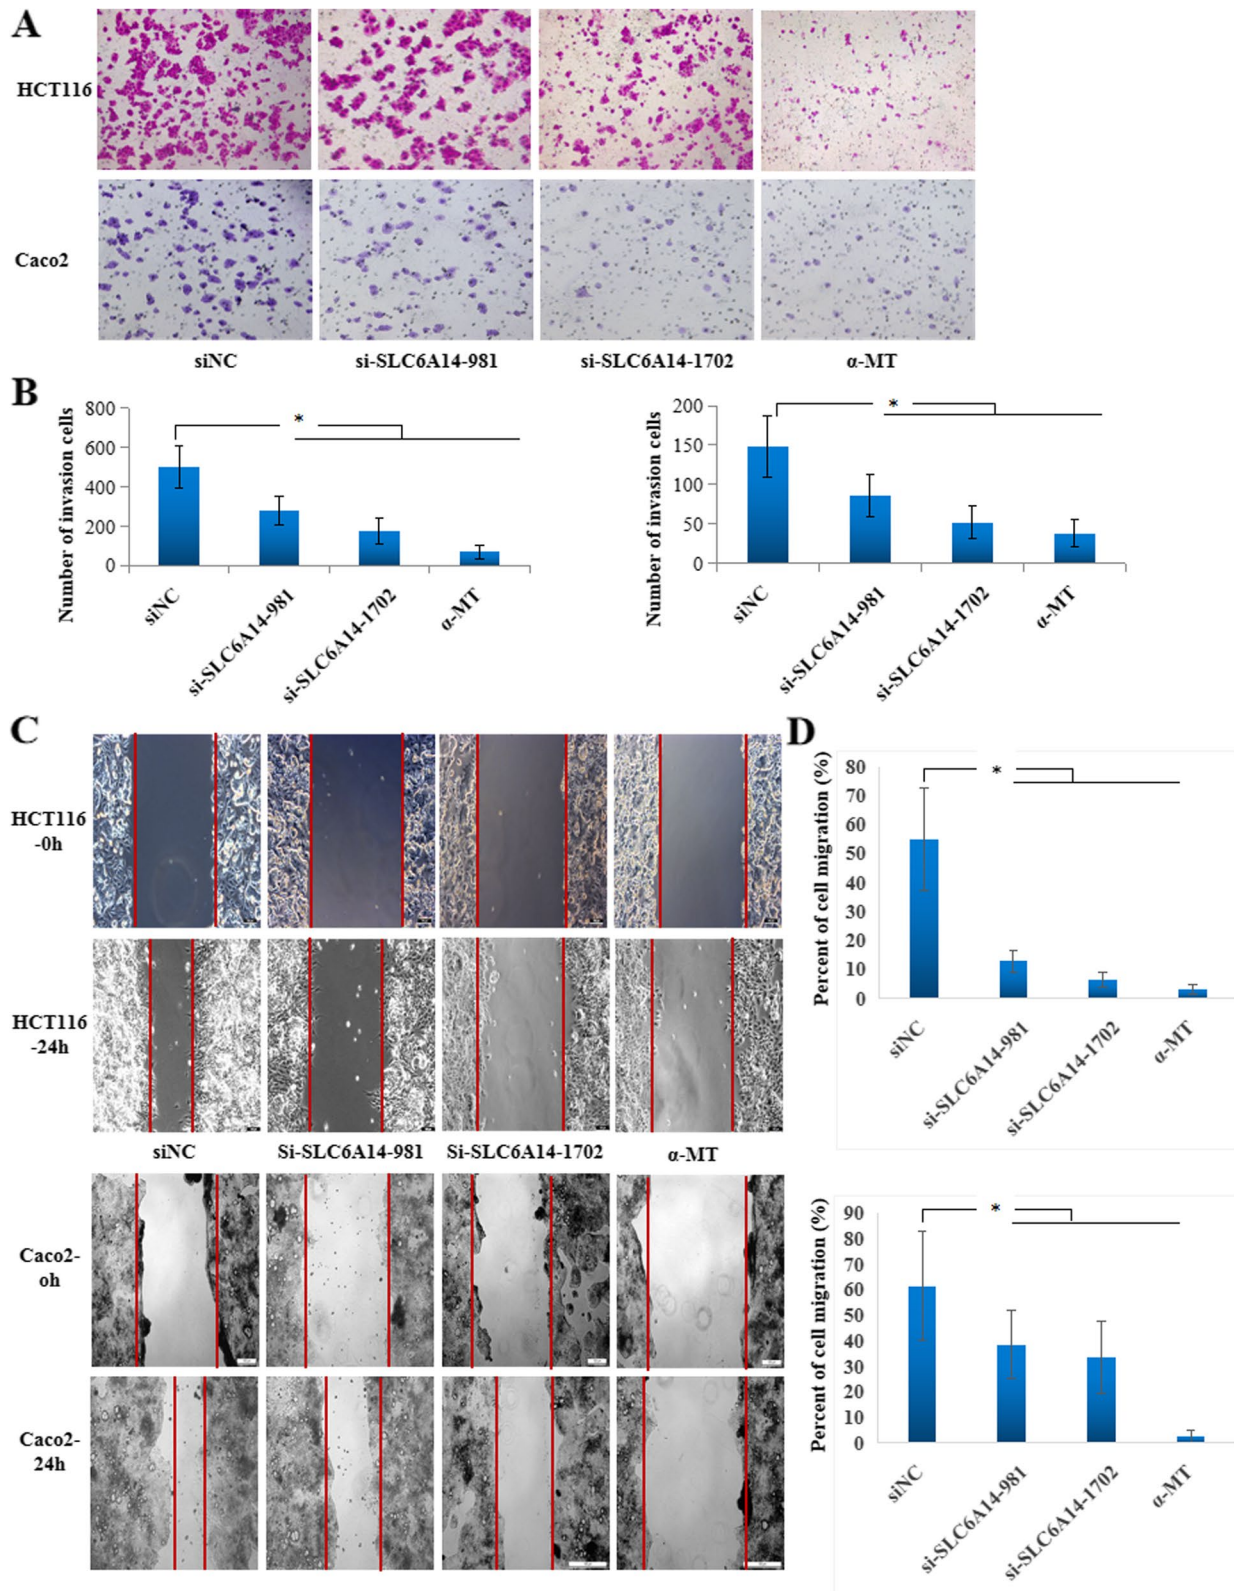 A
HCT116
Caco2
siNC si-SLC6A14-981 si-SLC6A14-1702 α-MT
B
Number of invasion cells
800
600
400
200
0
*
siNC
si-SLC6A14-981
si-SLC6A14-1702
α-MT
Number of invasion cells
200
150
100
50
0
*
siNC
si-SLC6A14-981
si-SLC6A14-1702
α-MT
C
HCT116
-0h
HCT116
-24h
siNC Si-SLC6A14-981 Si-SLC6A14-1702 α-MT
Caco2-
oh
Caco2-
24h
D
Percent of cell migration (%)
80
70
60
50
40
30
20
10
0
*
siNC
si-SLC6A14-981
si-SLC6A14-1702
α-MT
Percent of cell migration (%)
90
80
70
60
50
40
30
20
10
0
*
siNC
si-SLC6A14-981
si-SLC6A14-1702
α-MT